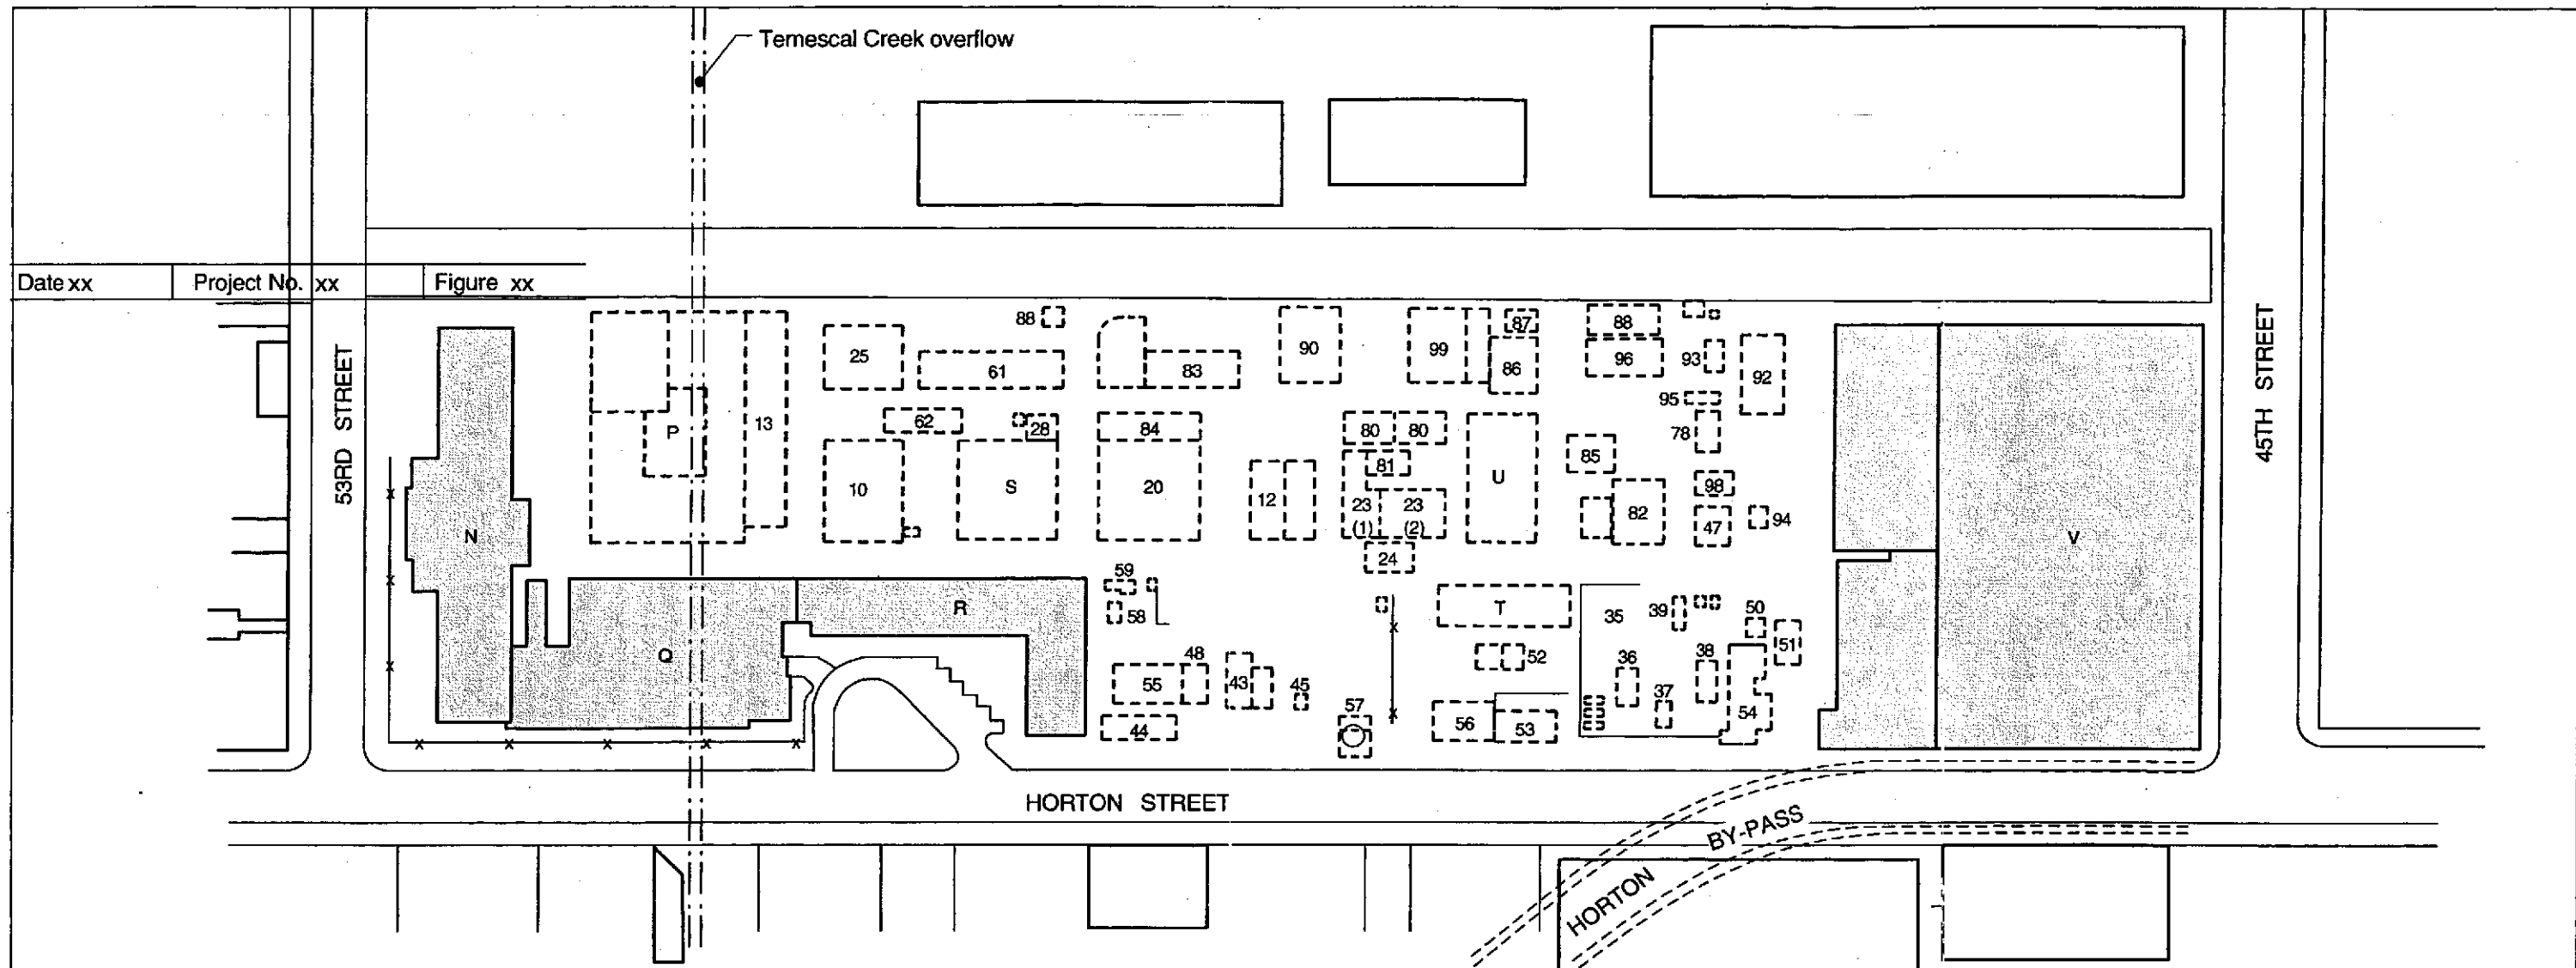 Temescal Creek overflow
Date xx Project No. xx Figure xx
53RD STREET
45TH STREET
88
87
88
25
90
99
93
61
83
86
96
92
95
62
28
84
80
80
78
P
13
81
85
10
S
20
12
U
98
23
(1)
23
(2)
82
47
94
N
V
24
59
58
R
T
35
39
50
51
Q
48
52
36
38
55
43
45
37
57
54
44
56
53
HORTON STREET
HORTON BY-PASS
x
x
x
x
x
x
x
x
x
x